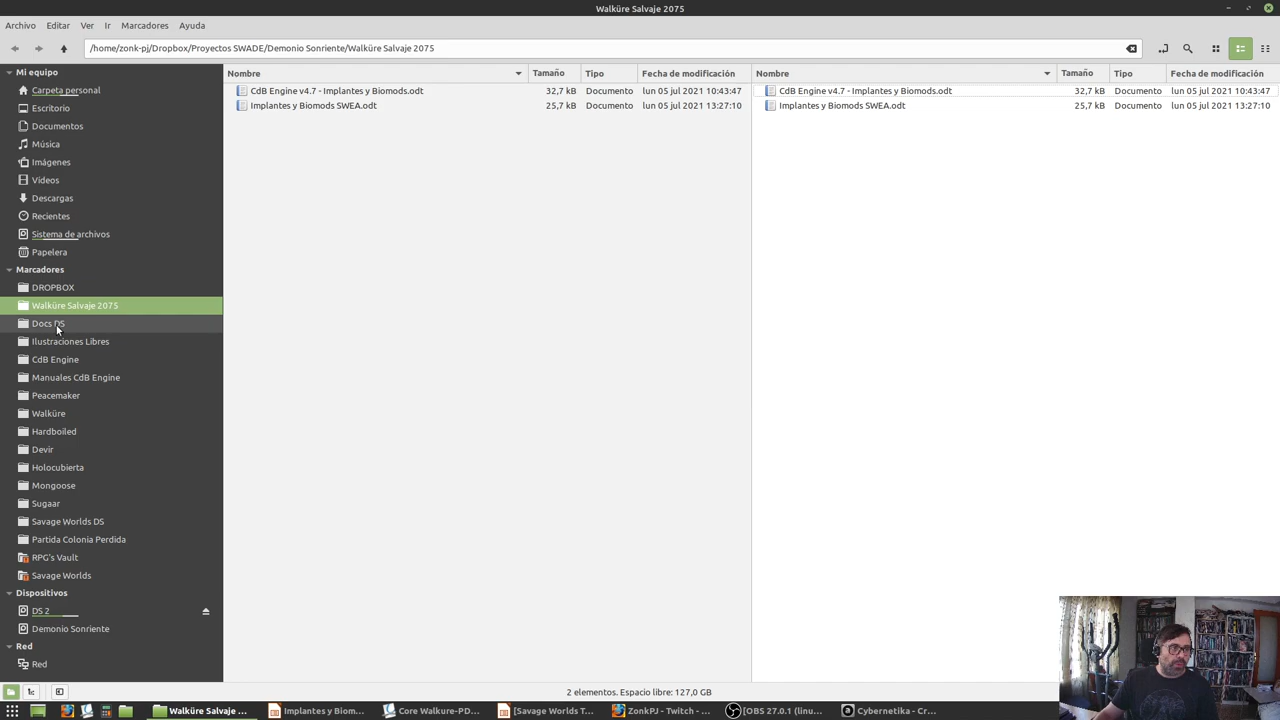 Walküre Salvaje 2075
Archivo Editar Ver Ir Marcadores Ayuda
/home/zonk-pj/Dropbox/Proyectos SWADE/Demonio Sonriente/Walküre Salvaje 2075
Mi equipo
Carpeta personal
Escritorio
Documentos
Música
Imágenes
Vídeos
Descargas
Recientes
Sistema de archivos
Papelera
Marcadores
DROPBOX
Walküre Salvaje 2075
Docs DS
Ilustraciones Libres
CdB Engine
Manuales CdB Engine
Peacemaker
Walküre
Hardboiled
Devir
Holocubierta
Mongoose
Sugaar
Savage Worlds DS
Partida Colonia Perdida
RPG's Vault
Savage Worlds
Dispositivos
DS 2
Demonio Sonriente
Red
Red
Nombre Tamaño Tipo Fecha de modificación
CdB Engine v4.7 - Implantes y Biomods.odt 32,7 kB Documento lun 05 jul 2021 10:43:47
Implantes y Biomods SWEA.odt 25,7 kB Documento lun 05 jul 2021 13:27:10
Nombre Tamaño Tipo Fecha de modificación
CdB Engine v4.7 - Implantes y Biomods.odt 32,7 kB Documento lun 05 jul 2021 10:43:47
Implantes y Biomods SWEA.odt 25,7 kB Documento lun 05 jul 2021 13:27:10
2 elementos. Espacio libre: 127,0 GB
Walküre Salvaje ... Implantes y Biom... Core Walkure-PD... [Savage Worlds T... ZonkPJ - Twitch - ... [OBS 27.0.1 (linu... Cybernetika - Cr...